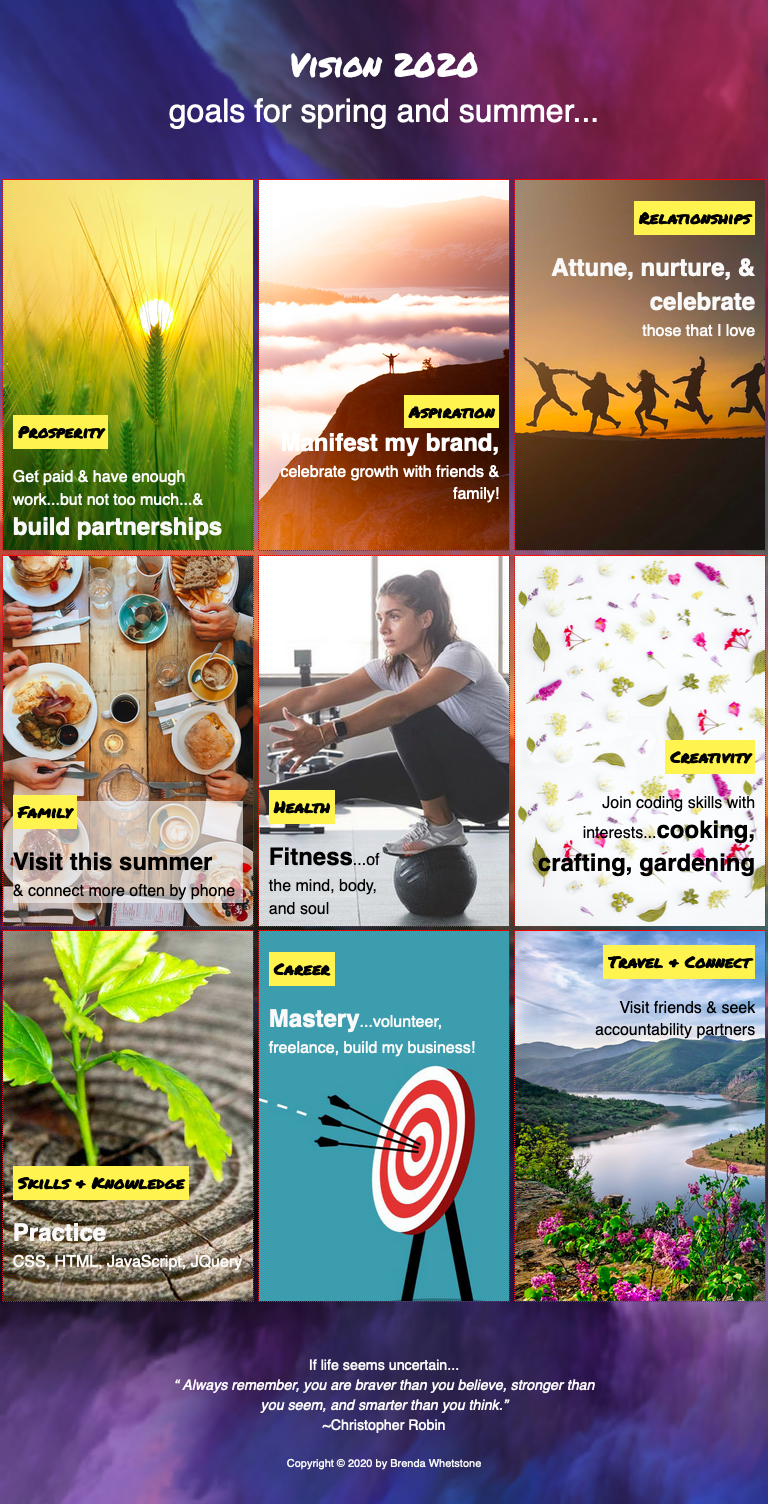 Vision 2020
goals for spring and summer...
Prosperity
Get paid & have enough
work...but not too much...&
build partnerships
Aspiration
Manifest my brand,
celebrate growth with friends &
family!
Relationships
Attune, nurture, &
celebrate
those that I love
Family
Visit this summer
& connect more often by phone
Health
Fitness...of
the mind, body,
and soul
Creativity
Join coding skills with
interests...cooking,
crafting, gardening
Skills & Knowledge
Practice
CSS, HTML, JavaScript, JQuery
Career
Mastery...volunteer,
freelance, build my business!
Travel & Connect
Visit friends & seek
accountability partners
If life seems uncertain...
“ Always remember, you are braver than you believe, stronger than
you seem, and smarter than you think.”
~Christopher Robin
Copyright © 2020 by Brenda Whetstone